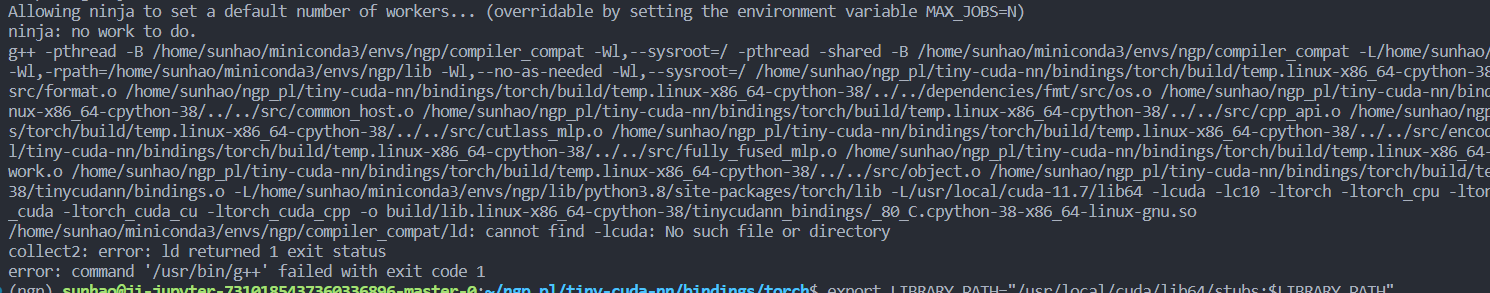 Allowing ninja to set a default number of workers... (overridable by setting the environment variable MAX_JOBS=N)
ninja: no work to do.
g++ -pthread -B /home/sunhao/miniconda3/envs/ngp/compiler_compat -Wl,--sysroot=/ -pthread -shared -B /home/sunhao/miniconda3/envs/ngp/compiler_compat -L/home/sunhao/
-Wl,-rpath=/home/sunhao/miniconda3/envs/ngp/lib -Wl,--no-as-needed -Wl,--sysroot=/ /home/sunhao/ngp_pl/tiny-cuda-nn/bindings/torch/build/temp.linux-x86_64-cpython-38
src/format.o /home/sunhao/ngp_pl/tiny-cuda-nn/bindings/torch/build/temp.linux-x86_64-cpython-38/../../dependencies/fmt/src/os.o /home/sunhao/ngp_pl/tiny-cuda-nn/bind
nux-x86_64-cpython-38/../../src/common_host.o /home/sunhao/ngp_pl/tiny-cuda-nn/bindings/torch/build/temp.linux-x86_64-cpython-38/../../src/cpp_api.o /home/sunhao/ngp
s/torch/build/temp.linux-x86_64-cpython-38/../../src/cutlass_mlp.o /home/sunhao/ngp_pl/tiny-cuda-nn/bindings/torch/build/temp.linux-x86_64-cpython-38/../../src/encod
l/tiny-cuda-nn/bindings/torch/build/temp.linux-x86_64-cpython-38/../../src/fully_fused_mlp.o /home/sunhao/ngp_pl/tiny-cuda-nn/bindings/torch/build/temp.linux-x86_64-
work.o /home/sunhao/ngp_pl/tiny-cuda-nn/bindings/torch/build/temp.linux-x86_64-cpython-38/../../src/object.o /home/sunhao/ngp_pl/tiny-cuda-nn/bindings/torch/build/te
38/tinycudann/bindings.o -L/home/sunhao/miniconda3/envs/ngp/lib/python3.8/site-packages/torch/lib -L/usr/local/cuda-11.7/lib64 -lcuda -lc10 -ltorch -ltorch_cpu -ltor
_cuda -ltorch_cuda_cu -ltorch_cuda_cpp -o build/lib.linux-x86_64-cpython-38/tinycudann_bindings/_80_C.cpython-38-x86_64-linux-gnu.so
/home/sunhao/miniconda3/envs/ngp/compiler_compat/ld: cannot find -lcuda: No such file or directory
collect2: error: ld returned 1 exit status
error: command '/usr/bin/g++' failed with exit code 1
(ngp) sunhao@ji-jupyter-7310185437360336896-master-0:~/ngp_pl/tiny-cuda-nn/bindings/torch$ export LIBRARY_PATH="/usr/local/cuda/lib64/stubs:$LIBRARY_PATH"